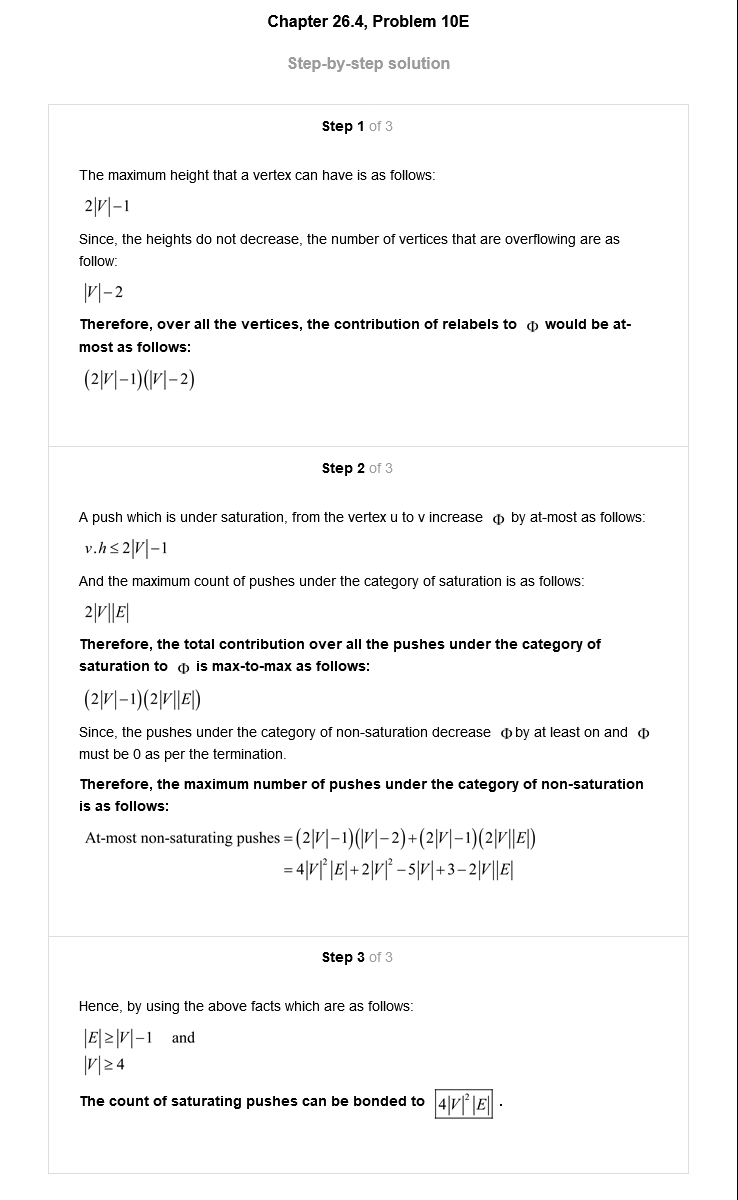 Chapter 26.4, Problem 10E
Step-by-step solution
Step 1 of 3
The maximum height that a vertex can have is as follows:
2|V|−1
Since, the heights do not decrease, the number of vertices that are overflowing are as
follow:
|V|−2
Therefore, over all the vertices, the contribution of relabels to Φ would be at-
most as follows:
(2|V|−1)(|V|−2)
Step 2 of 3
A push which is under saturation, from the vertex u to v increase Φ by at-most as follows:
v.h ≤ 2|V|−1
And the maximum count of pushes under the category of saturation is as follows:
2|V||E|
Therefore, the total contribution over all the pushes under the category of
saturation to Φ is max-to-max as follows:
(2|V|−1)(2|V||E|)
Since, the pushes under the category of non-saturation decrease Φ by at least on and Φ
must be 0 as per the termination.
Therefore, the maximum number of pushes under the category of non-saturation
is as follows:
At-most non-saturating pushes = (2|V|−1)(|V|−2)+(2|V|−1)(2|V||E|)
= 4|V|²|E|+2|V|²−5|V|+3−2|V||E|
Step 3 of 3
Hence, by using the above facts which are as follows:
|E| ≥ |V|−1 and
|V| ≥ 4
The count of saturating pushes can be bonded to 4|V|²|E| .